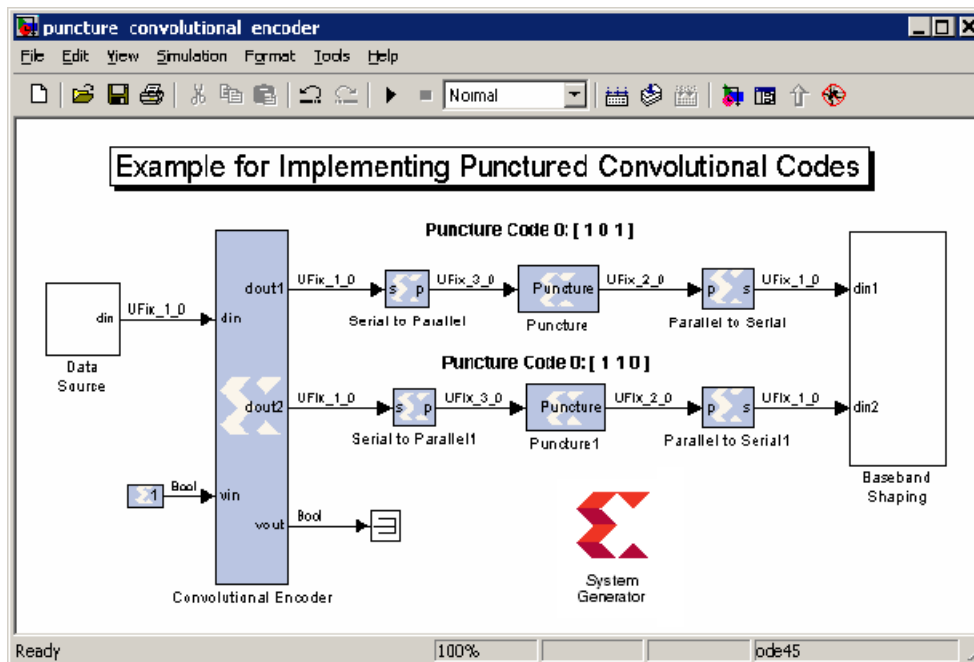 puncture convolutional encoder
File Edit View Simulation Format Tools Help
Normal
Example for Implementing Punctured Convolutional Codes
Puncture Code 0: [ 1 0 1 ]
din
UFix_1_0
din
dout1
UFix_1_0
s p
UFix_3_0
Puncture
UFix_2_0
p s
UFix_1_0
din1
Serial to Parallel
Puncture
Parallel to Serial
Data
Source
Puncture Code 0: [ 1 1 0 ]
dout2
UFix_1_0
s p
UFix_3_0
Puncture
UFix_2_0
p s
UFix_1_0
din2
Serial to Parallel1
Puncture1
Parallel to Serial1
Baseband
Shaping
1
Bool
vin
vout
Bool
System
Generator
Convolutional Encoder
Ready
100%
ode45